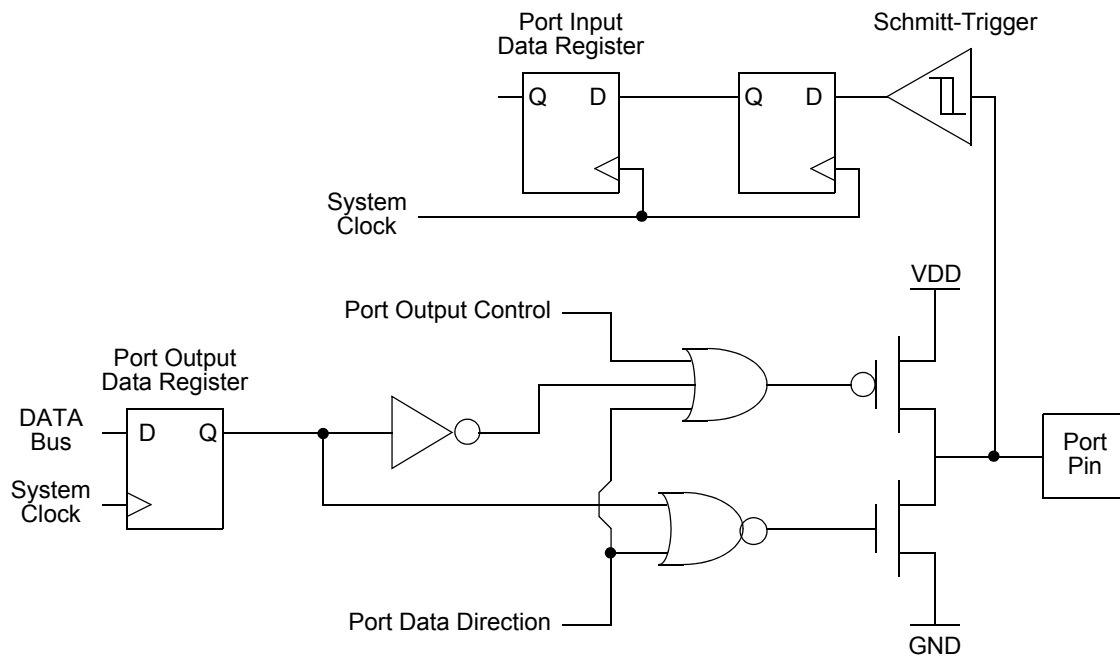 Port Input
Data Register
Schmitt-Trigger
Q
D
Q
D
System
Clock
VDD
Port Output Control
Port Output
Data Register
DATA
Bus
D
Q
System
Clock
Port
Pin
Port Data Direction
GND